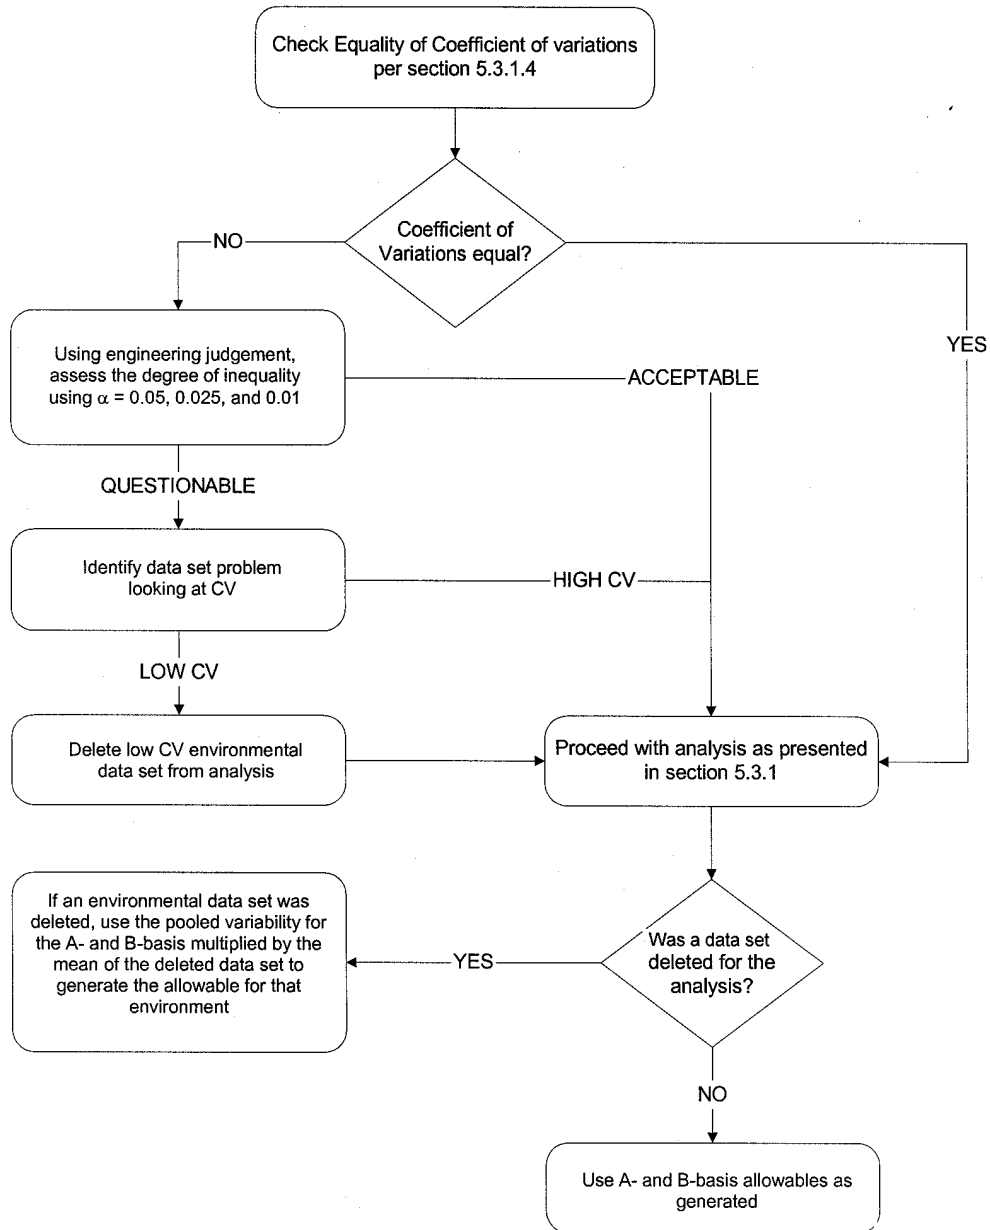 Check Equality of Coefficient of variations
per section 5.3.1.4
Coefficient of
Variations equal?
NO
YES
Using engineering judgement,
assess the degree of inequality
using α = 0.05, 0.025, and 0.01
ACCEPTABLE
QUESTIONABLE
Identify data set problem
looking at CV
HIGH CV
LOW CV
Delete low CV environmental
data set from analysis
Proceed with analysis as presented
in section 5.3.1
If an environmental data set was
deleted, use the pooled variability for
the A- and B-basis multiplied by the
mean of the deleted data set to
generate the allowable for that
environment
YES
Was a data set
deleted for the
analysis?
NO
Use A- and B-basis allowables as
generated